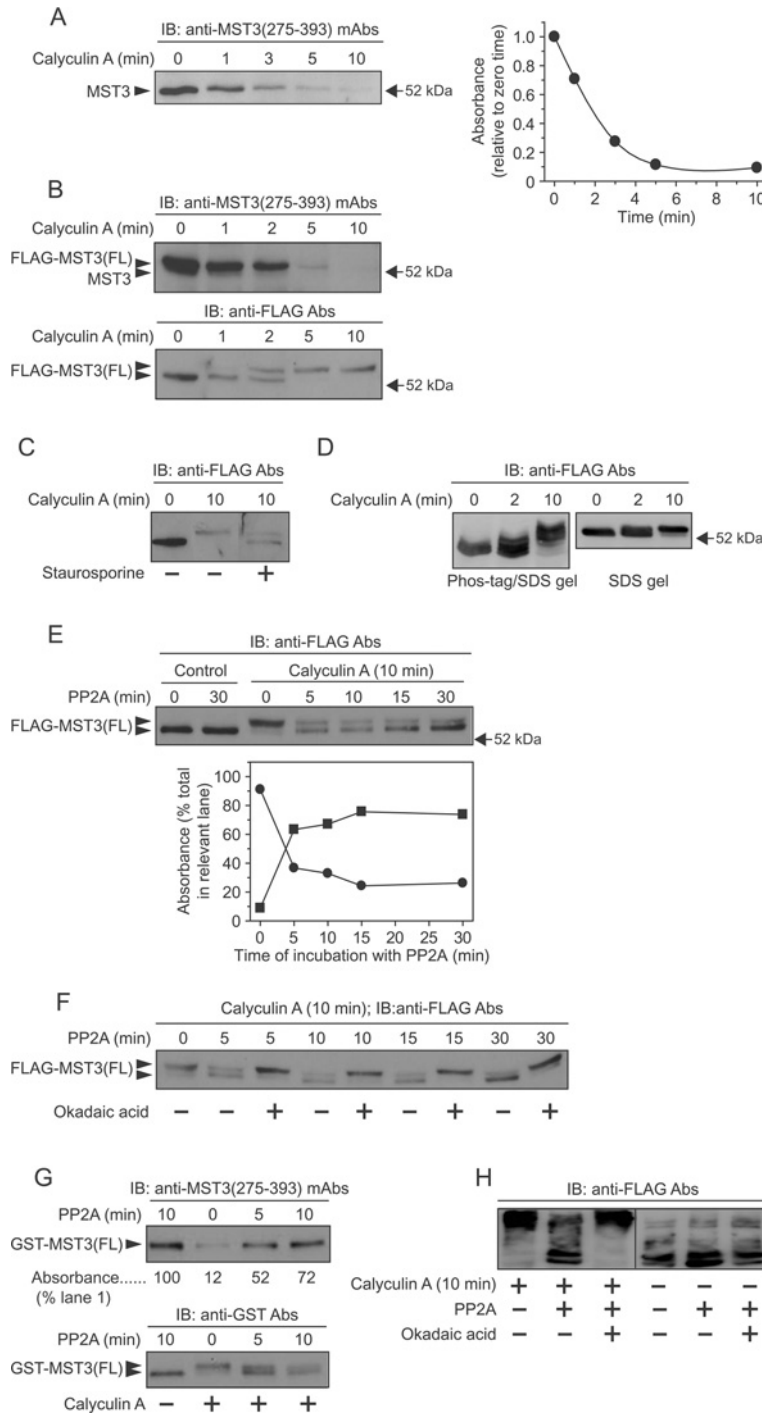 A
IB: anti-MST3(275-393) mAbs
Calyculin A (min) 0 1 3 5 10
MST3
52 kDa
Absorbance
(relative to zero time)
1.0
0.8
0.6
0.4
0.2
0
0 2 4 6 8 10
Time (min)
B
IB: anti-MST3(275-393) mAbs
Calyculin A (min) 0 1 2 5 10
FLAG-MST3(FL)
MST3
52 kDa
IB: anti-FLAG Abs
Calyculin A (min) 0 1 2 5 10
FLAG-MST3(FL)
52 kDa
C
IB: anti-FLAG Abs
Calyculin A (min) 0 10 10
Staurosporine − − +
D
IB: anti-FLAG Abs
Calyculin A (min) 0 2 10 0 2 10
52 kDa
Phos-tag/SDS gel SDS gel
E
IB: anti-FLAG Abs
Control Calyculin A (10 min)
PP2A (min) 0 30 0 5 10 15 30
FLAG-MST3(FL)
52 kDa
Absorbance (% total
in relevant lane)
100
80
60
40
20
0
0 5 10 15 20 25 30
Time of incubation with PP2A (min)
F
Calyculin A (10 min); IB:anti-FLAG Abs
PP2A (min) 0 5 5 10 10 15 15 30 30
FLAG-MST3(FL)
Okadaic acid − − + − + − + − +
G
IB: anti-MST3(275-393) mAbs
PP2A (min) 10 0 5 10
GST-MST3(FL)
Absorbance...... 100 12 52 72
(% lane 1)
IB: anti-GST Abs
PP2A (min) 10 0 5 10
GST-MST3(FL)
Calyculin A − + + +
H
IB: anti-FLAG Abs
Calyculin A (10 min) + + + − − −
PP2A − + + − + +
Okadaic acid − − + − − +